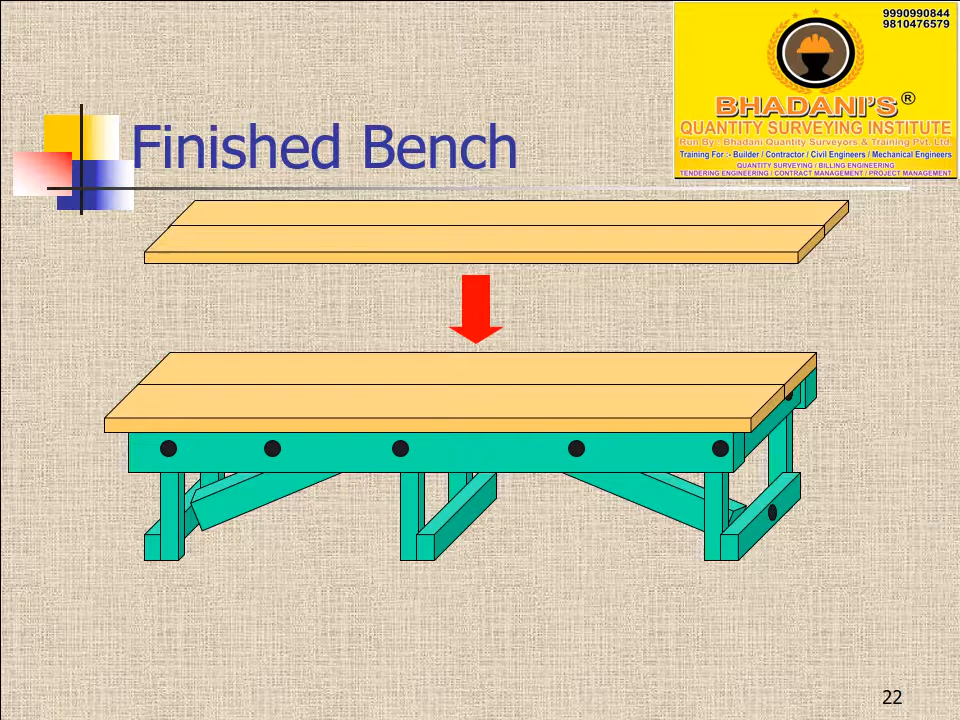 9990990844
9810476579
BHADANI'S ®
QUANTITY SURVEYING INSTITUTE
Run By : Bhadani Quantity Surveyors & Training Pvt. Ltd.
Training For :- Builder / Contractor / Civil Engineers / Mechanical Engineers
QUANTITY SURVEYING / BILLING ENGINEERING
TENDERING ENGINEERING / CONTRACT MANAGEMENT / PROJECT MANAGEMENT
Finished Bench
22